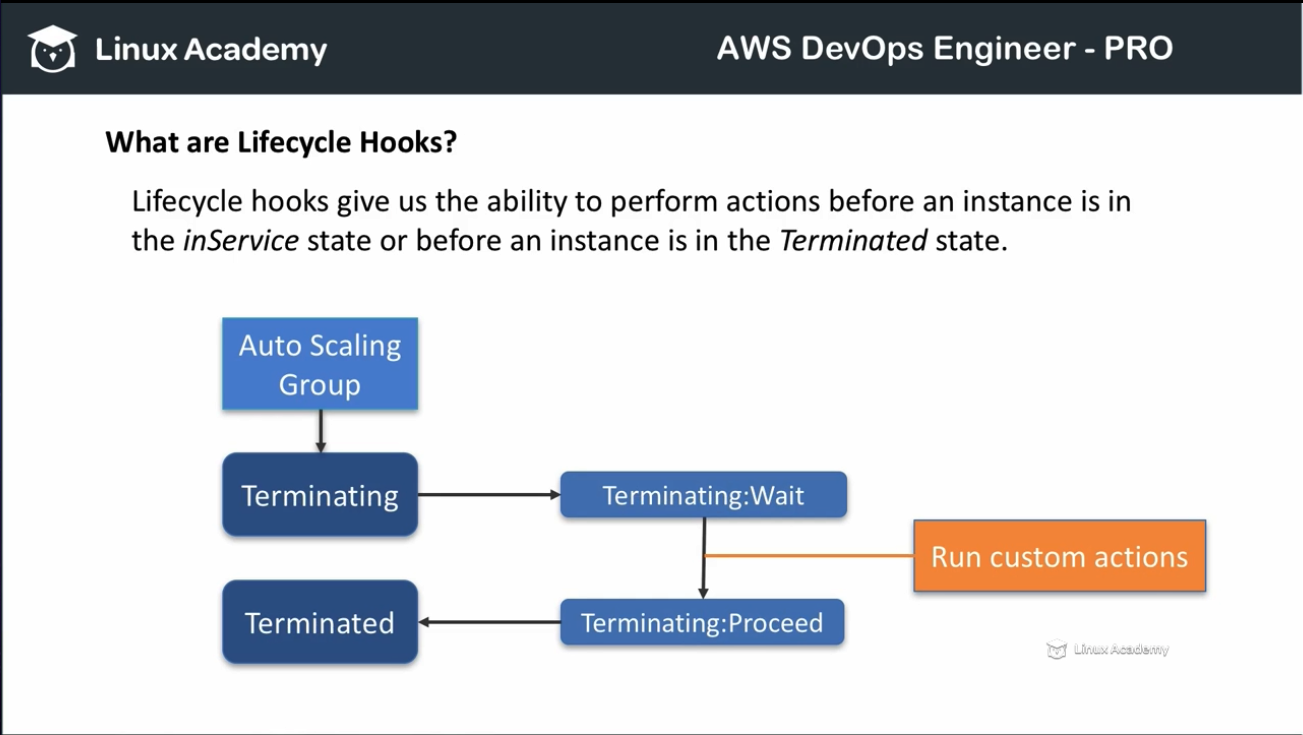 Linux Academy
AWS DevOps Engineer - PRO
What are Lifecycle Hooks?
Lifecycle hooks give us the ability to perform actions before an instance is in
the inService state or before an instance is in the Terminated state.
Auto Scaling
Group
Terminating
Terminating:Wait
Run custom actions
Terminated
Terminating:Proceed
Linux Academy